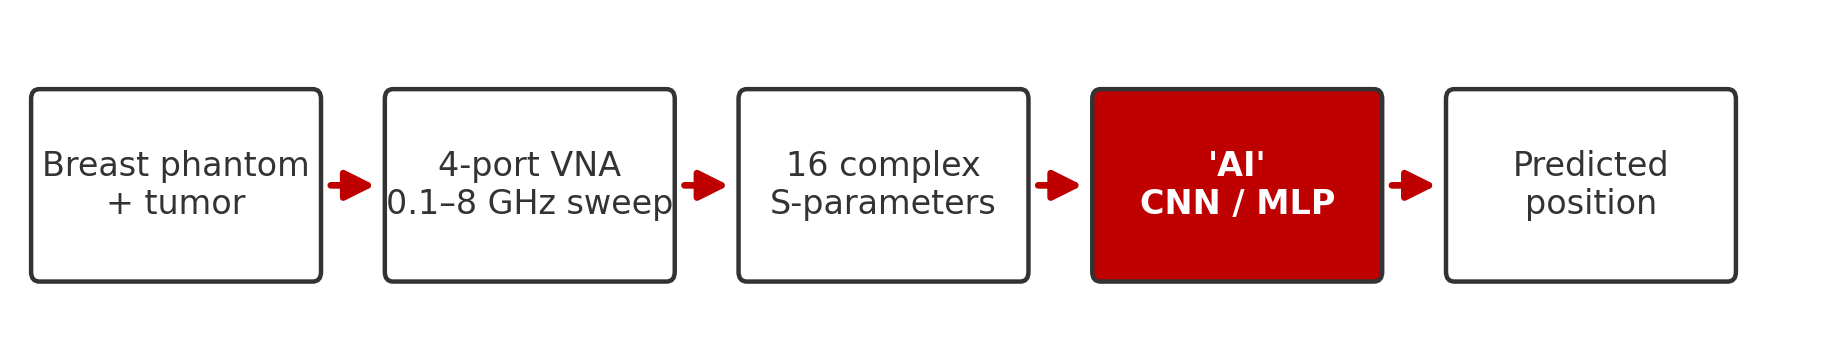 Breast phantom
+ tumor
4-port VNA
0.1–8 GHz sweep
16 complex
S-parameters
'AI'
CNN / MLP
Predicted
position